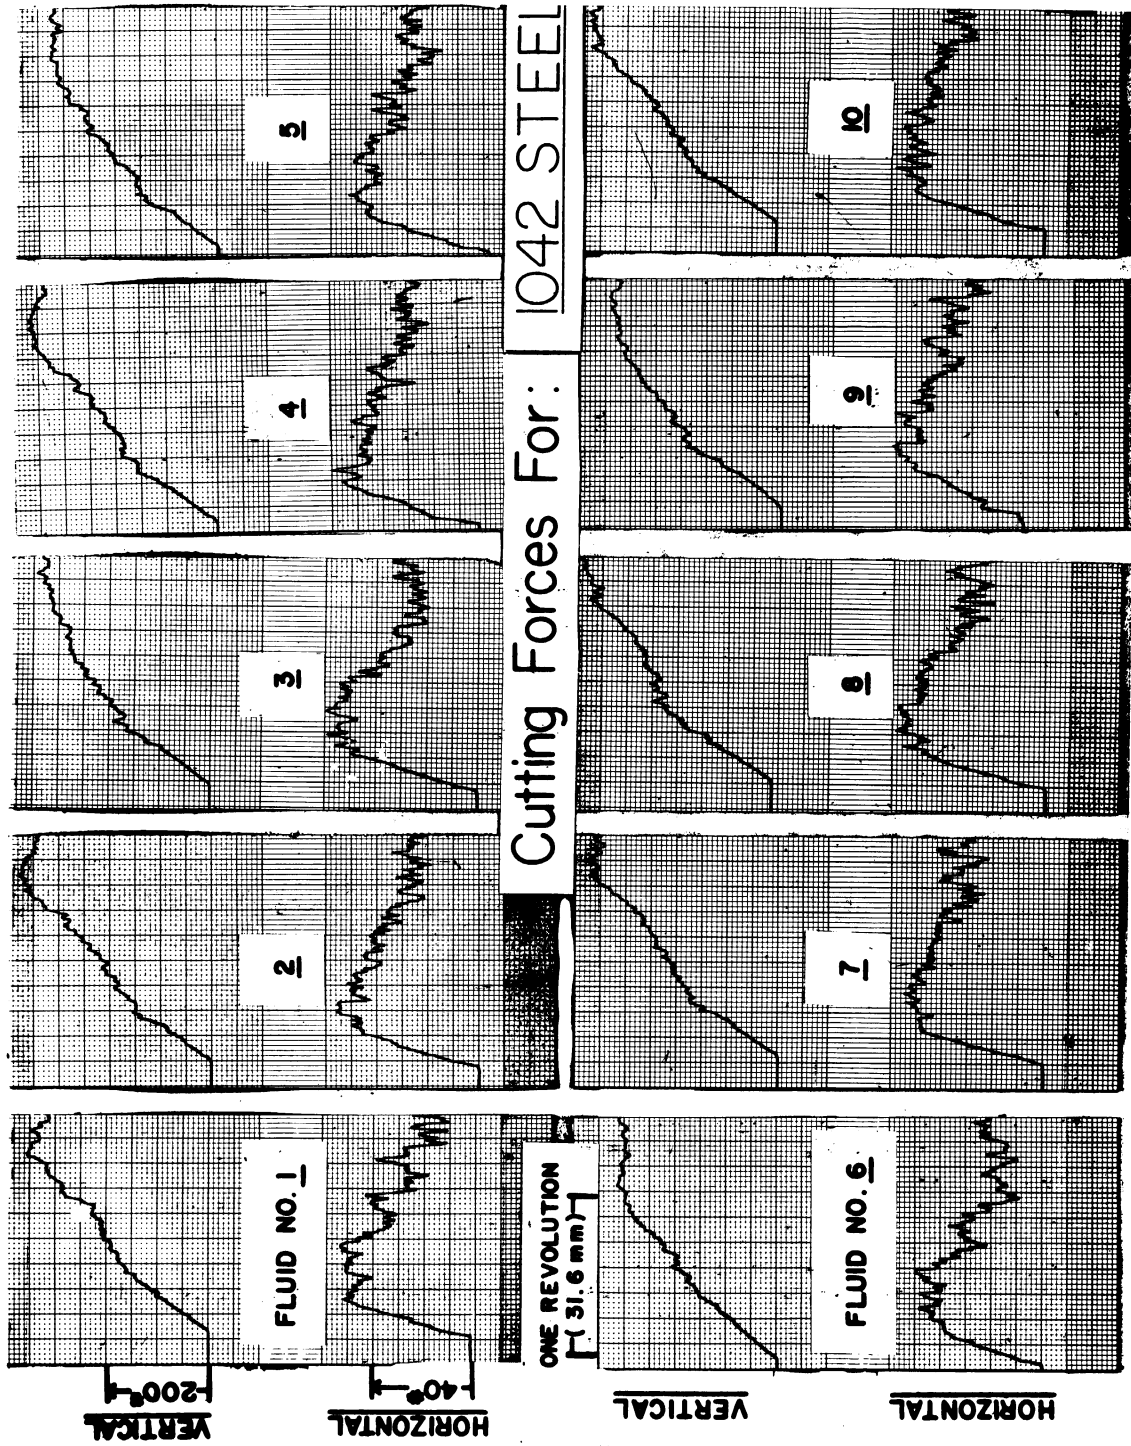 Cutting Forces For: 1042 STEEL
FLUID NO. 1
2
3
4
5
VERTICAL
200#
HORIZONTAL
40#
ONE REVOLUTION
(31.6 mm)
FLUID NO. 6
7
8
9
10
VERTICAL
HORIZONTAL